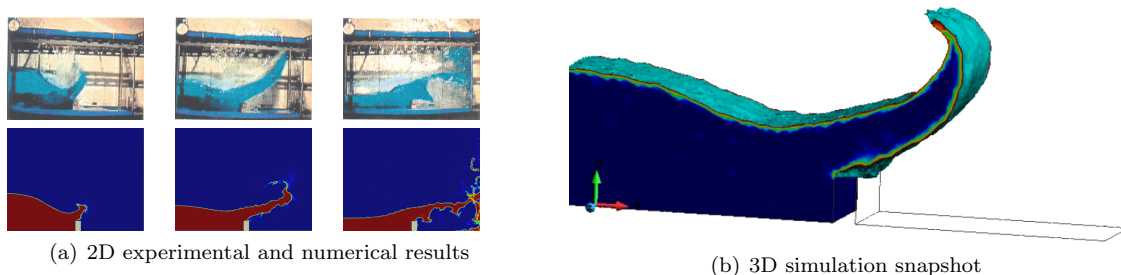 (a) 2D experimental and numerical results
(b) 3D simulation snapshot